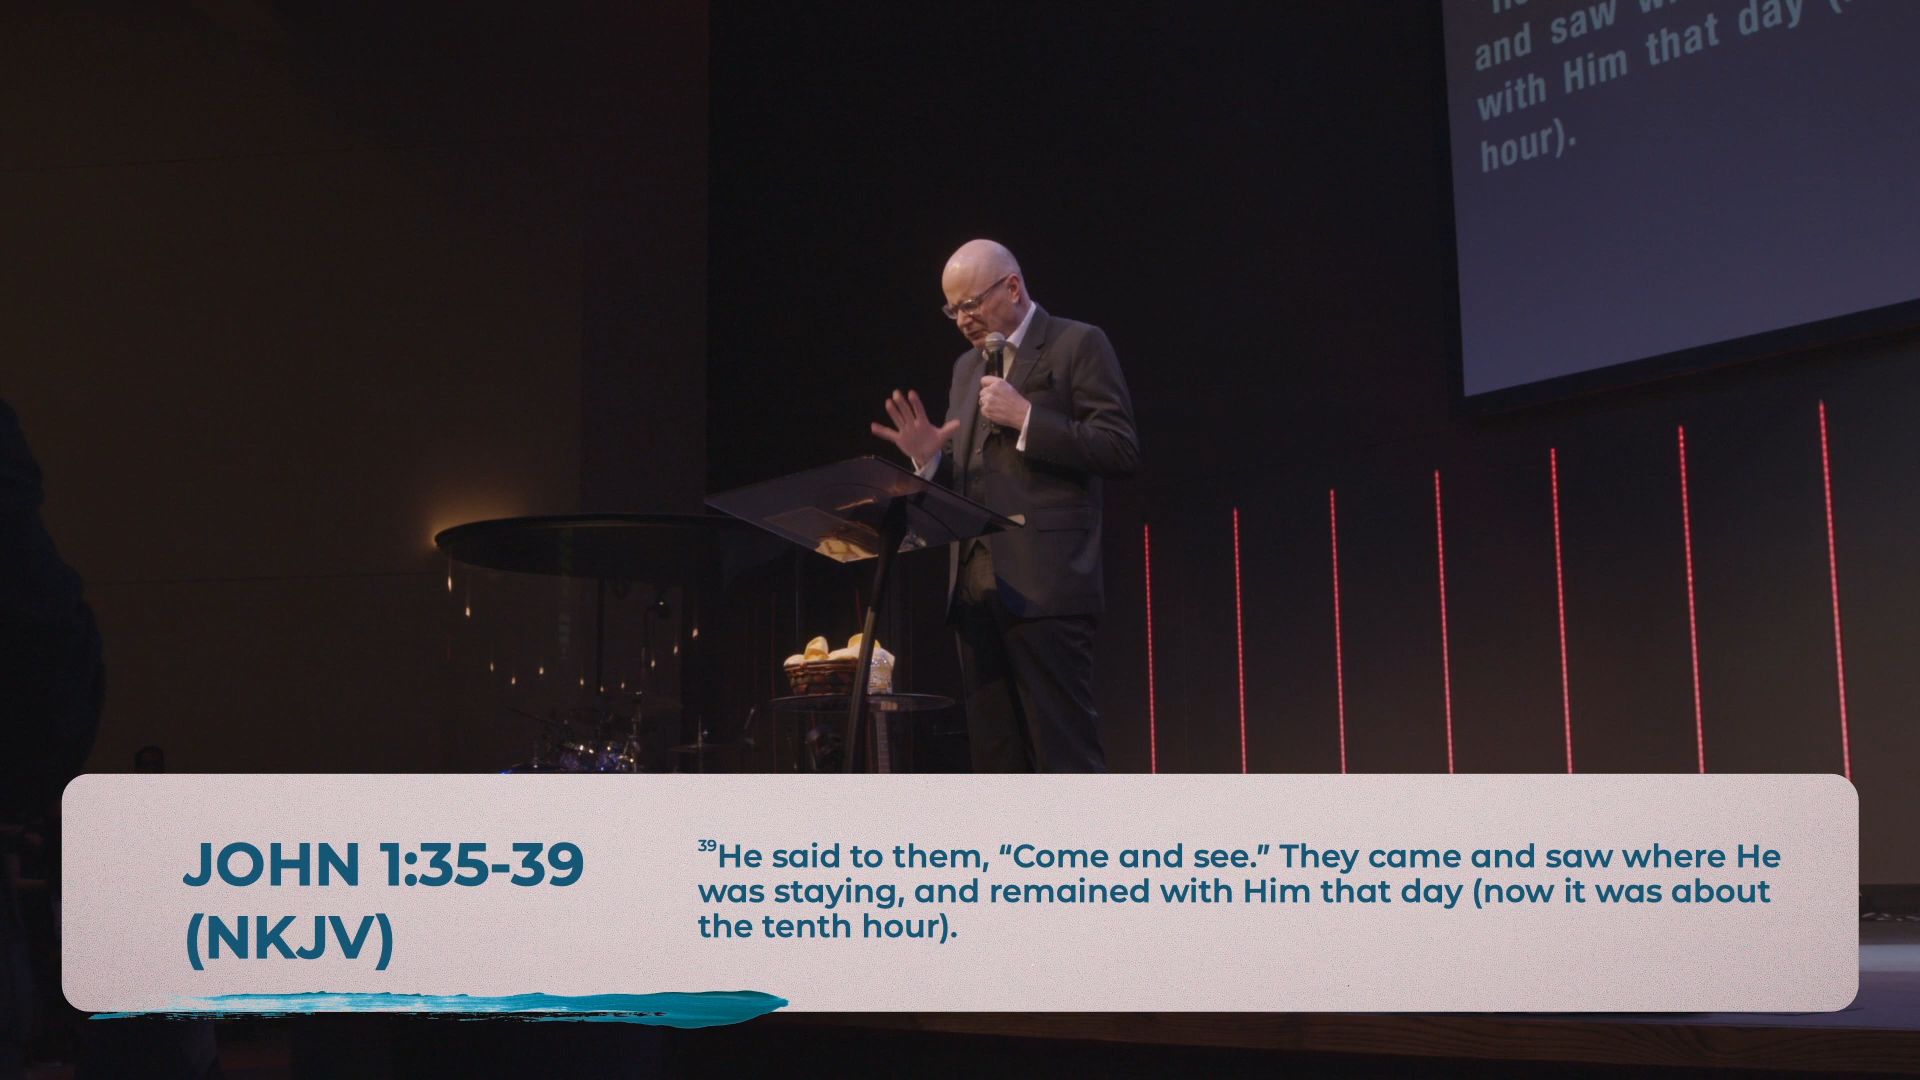 and saw
with Him that day
hour).
JOHN 1:35-39
(NKJV)
³⁹He said to them, “Come and see.” They came and saw where He
was staying, and remained with Him that day (now it was about
the tenth hour).